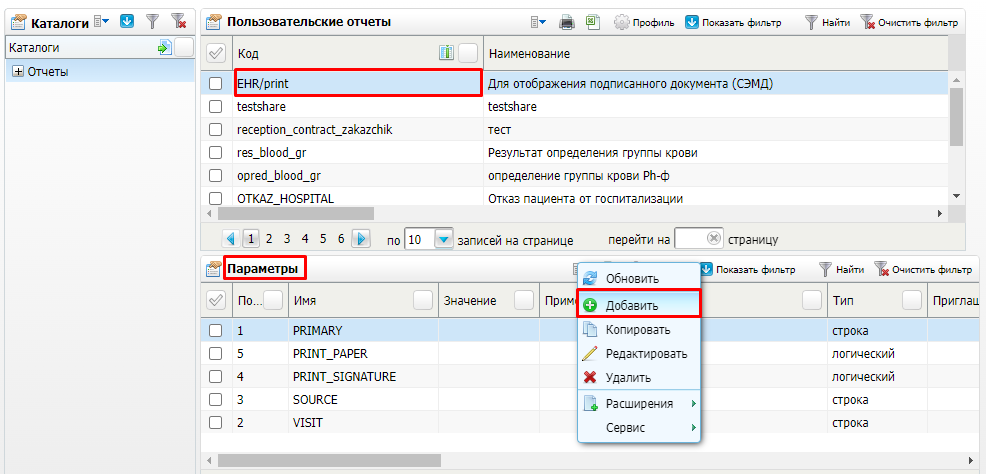 Каталоги
Каталоги
Отчеты
Пользовательские отчеты Профиль Показать фильтр Найти Очистить фильтр
Код Наименование
EHR/print Для отображения подписанного документа (СЭМД)
testshare testshare
reception_contract_zakazchik тест
res_blood_gr Результат определения группы крови
opred_blood_gr определение группы крови Ph-ф
OTKAZ_HOSPITAL Отказ пациента от госпитализации
1 2 3 4 5 6 по 10 записей на странице перейти на страницу
Параметры Показать фильтр Найти Очистить фильтр
По... Имя Значение Приме Тип Приглаш
1 PRIMARY строка
5 PRINT_PAPER логический
4 PRINT_SIGNATURE логический
3 SOURCE строка
2 VISIT строка
Обновить
Добавить
Копировать
Редактировать
Удалить
Расширения
Сервис